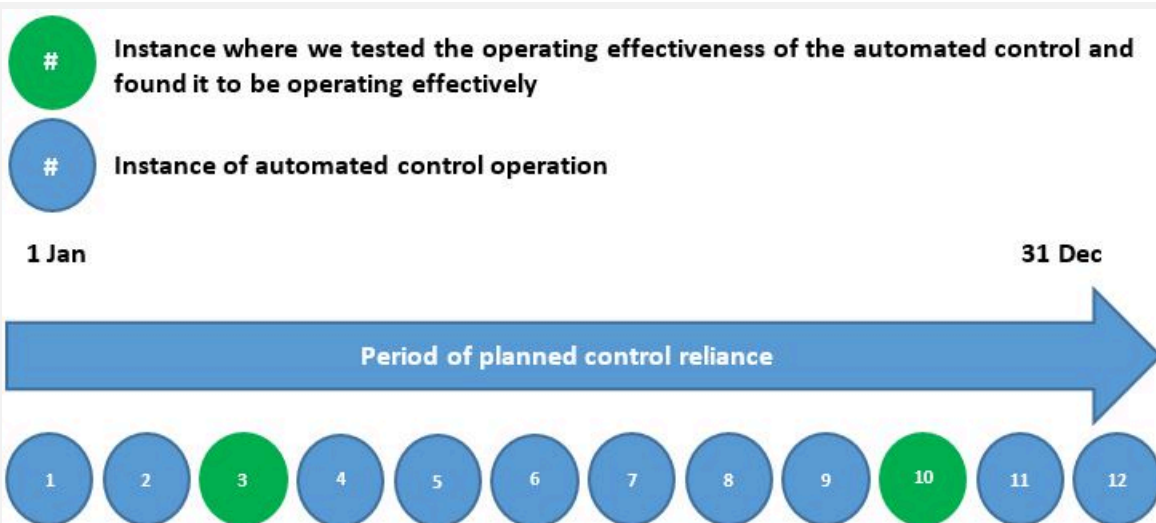 #
Instance where we tested the operating effectiveness of the automated control and
found it to be operating effectively
#
Instance of automated control operation
1 Jan
31 Dec
Period of planned control reliance
1 2 3 4 5 6 7 8 9 10 11 12